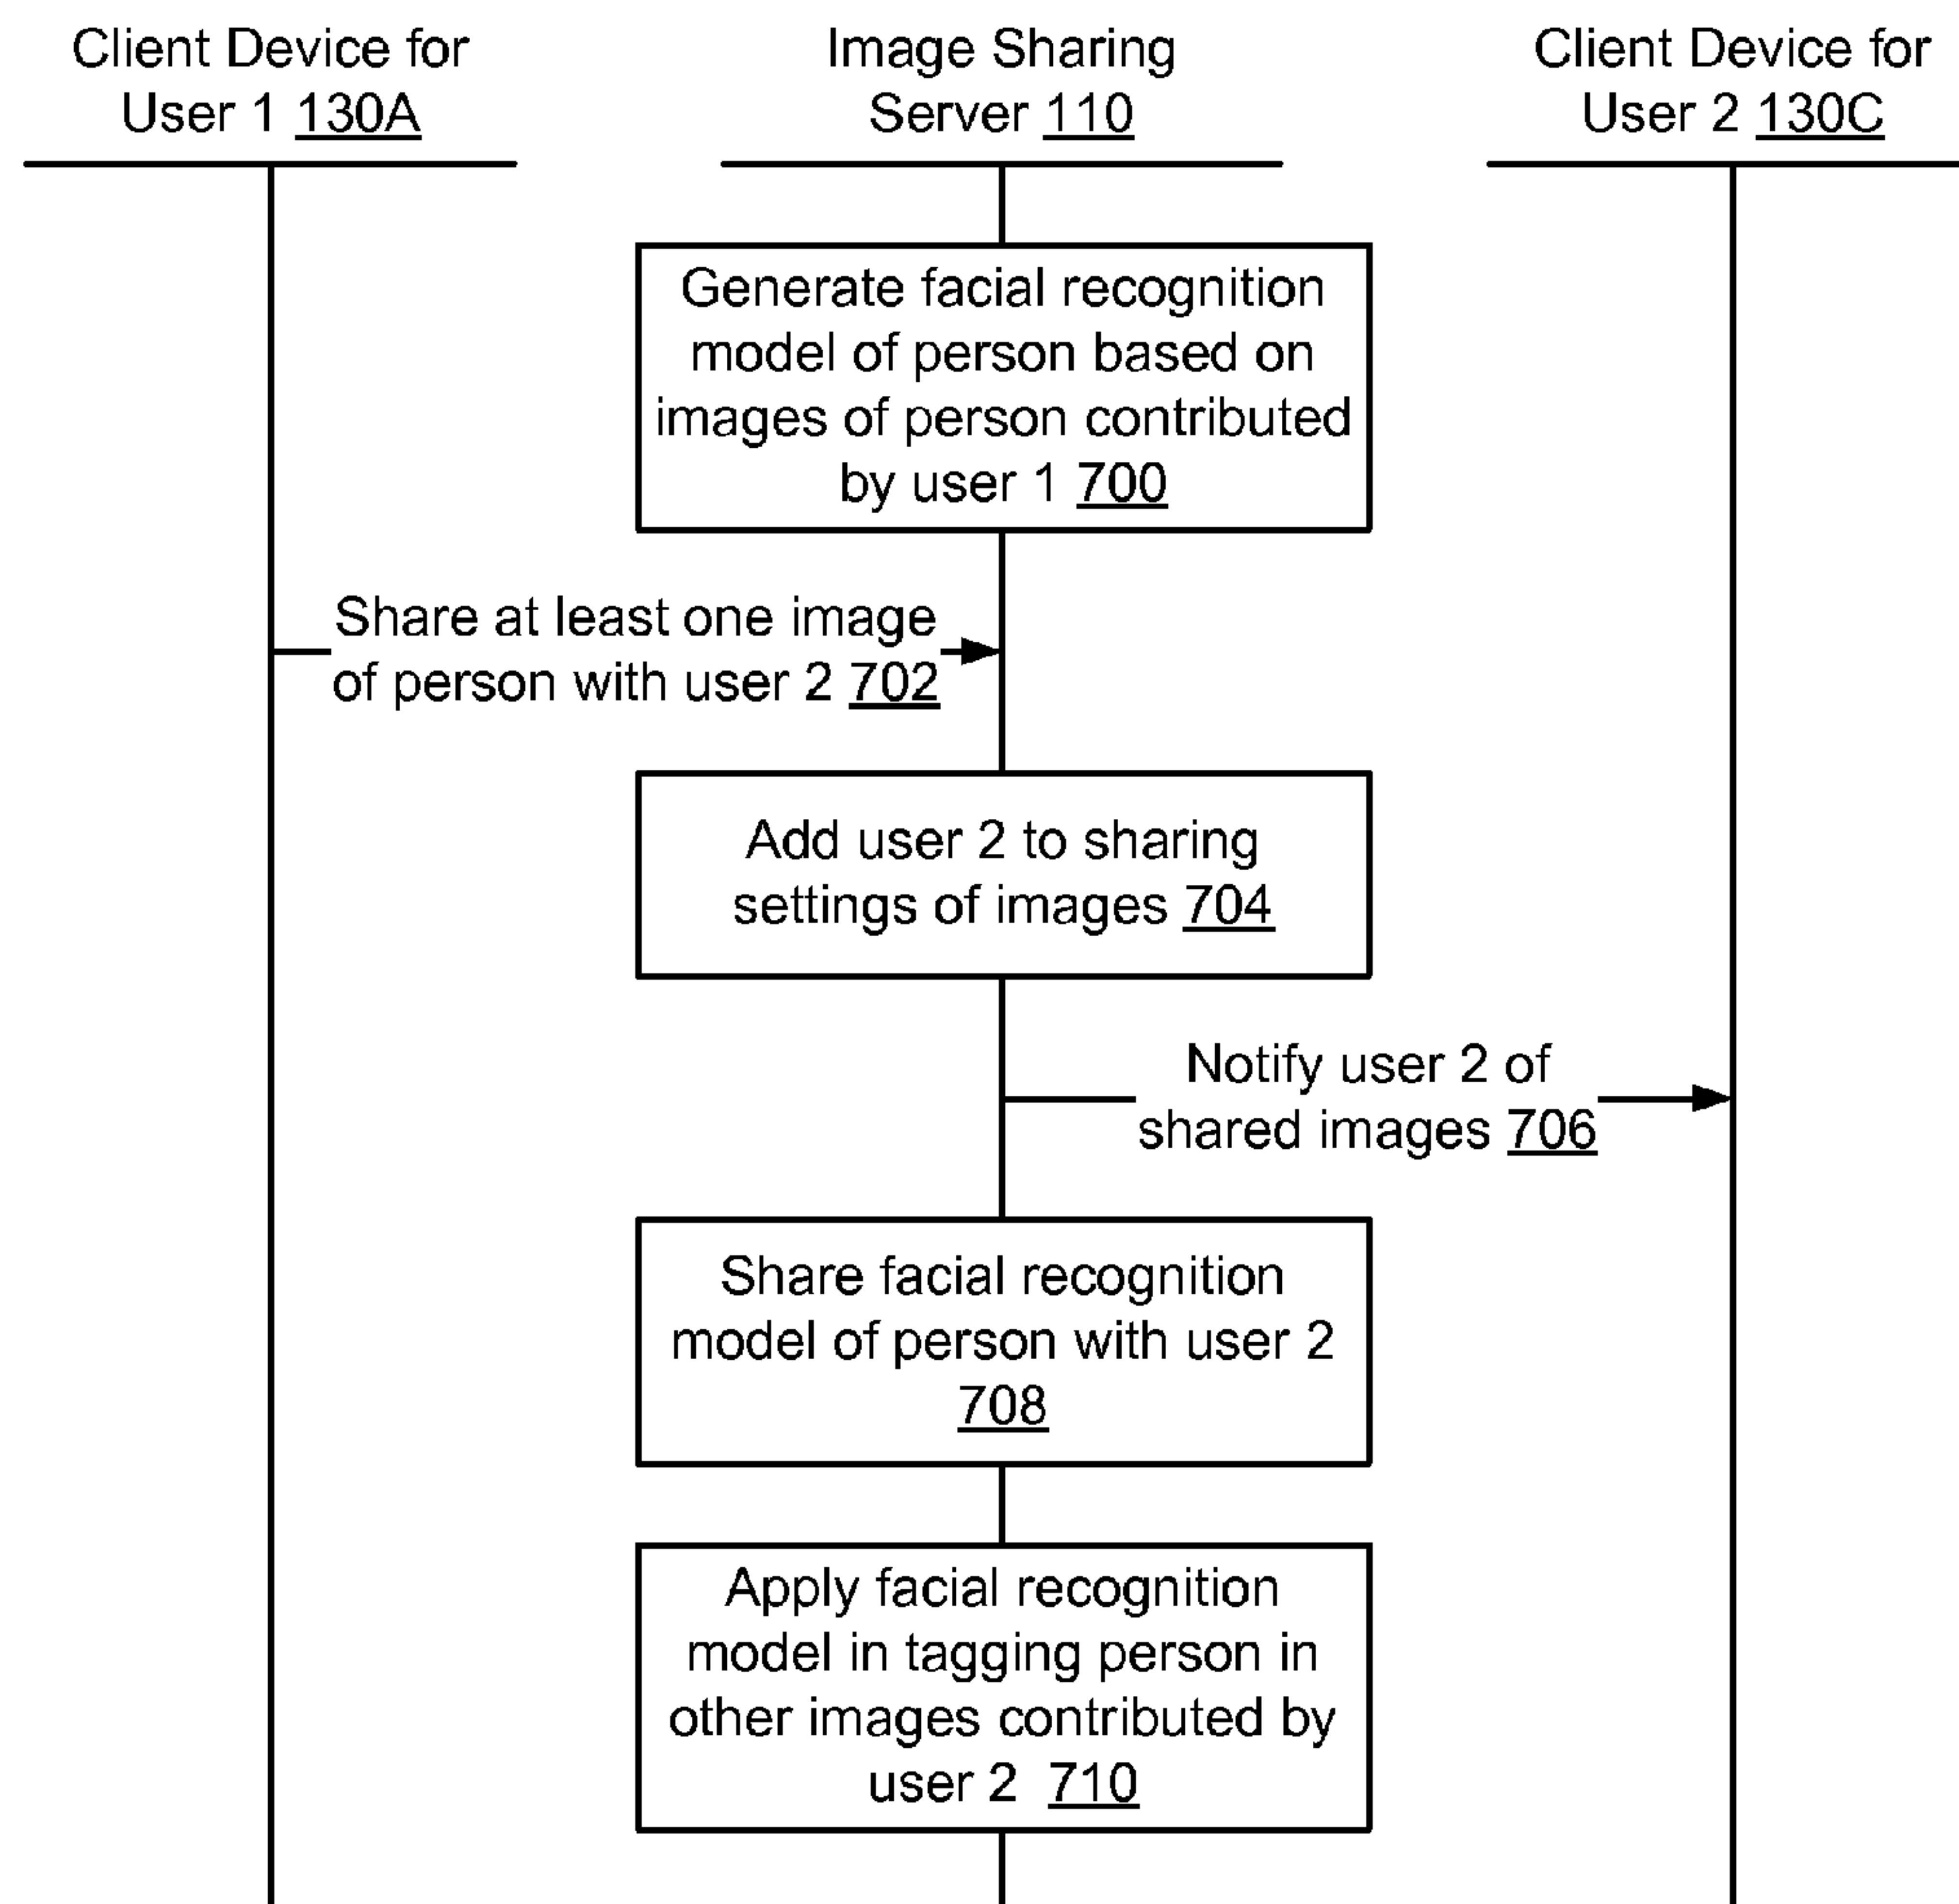 Client Device for
User 1 130A
Image Sharing
Server 110
Client Device for
User 2 130C
Generate facial recognition
model of person based on
images of person contributed
by user 1 700
Share at least one image
of person with user 2 702
Add user 2 to sharing
settings of images 704
Notify user 2 of
shared images 706
Share facial recognition
model of person with user 2
708
Apply facial recognition
model in tagging person in
other images contributed by
user 2 710